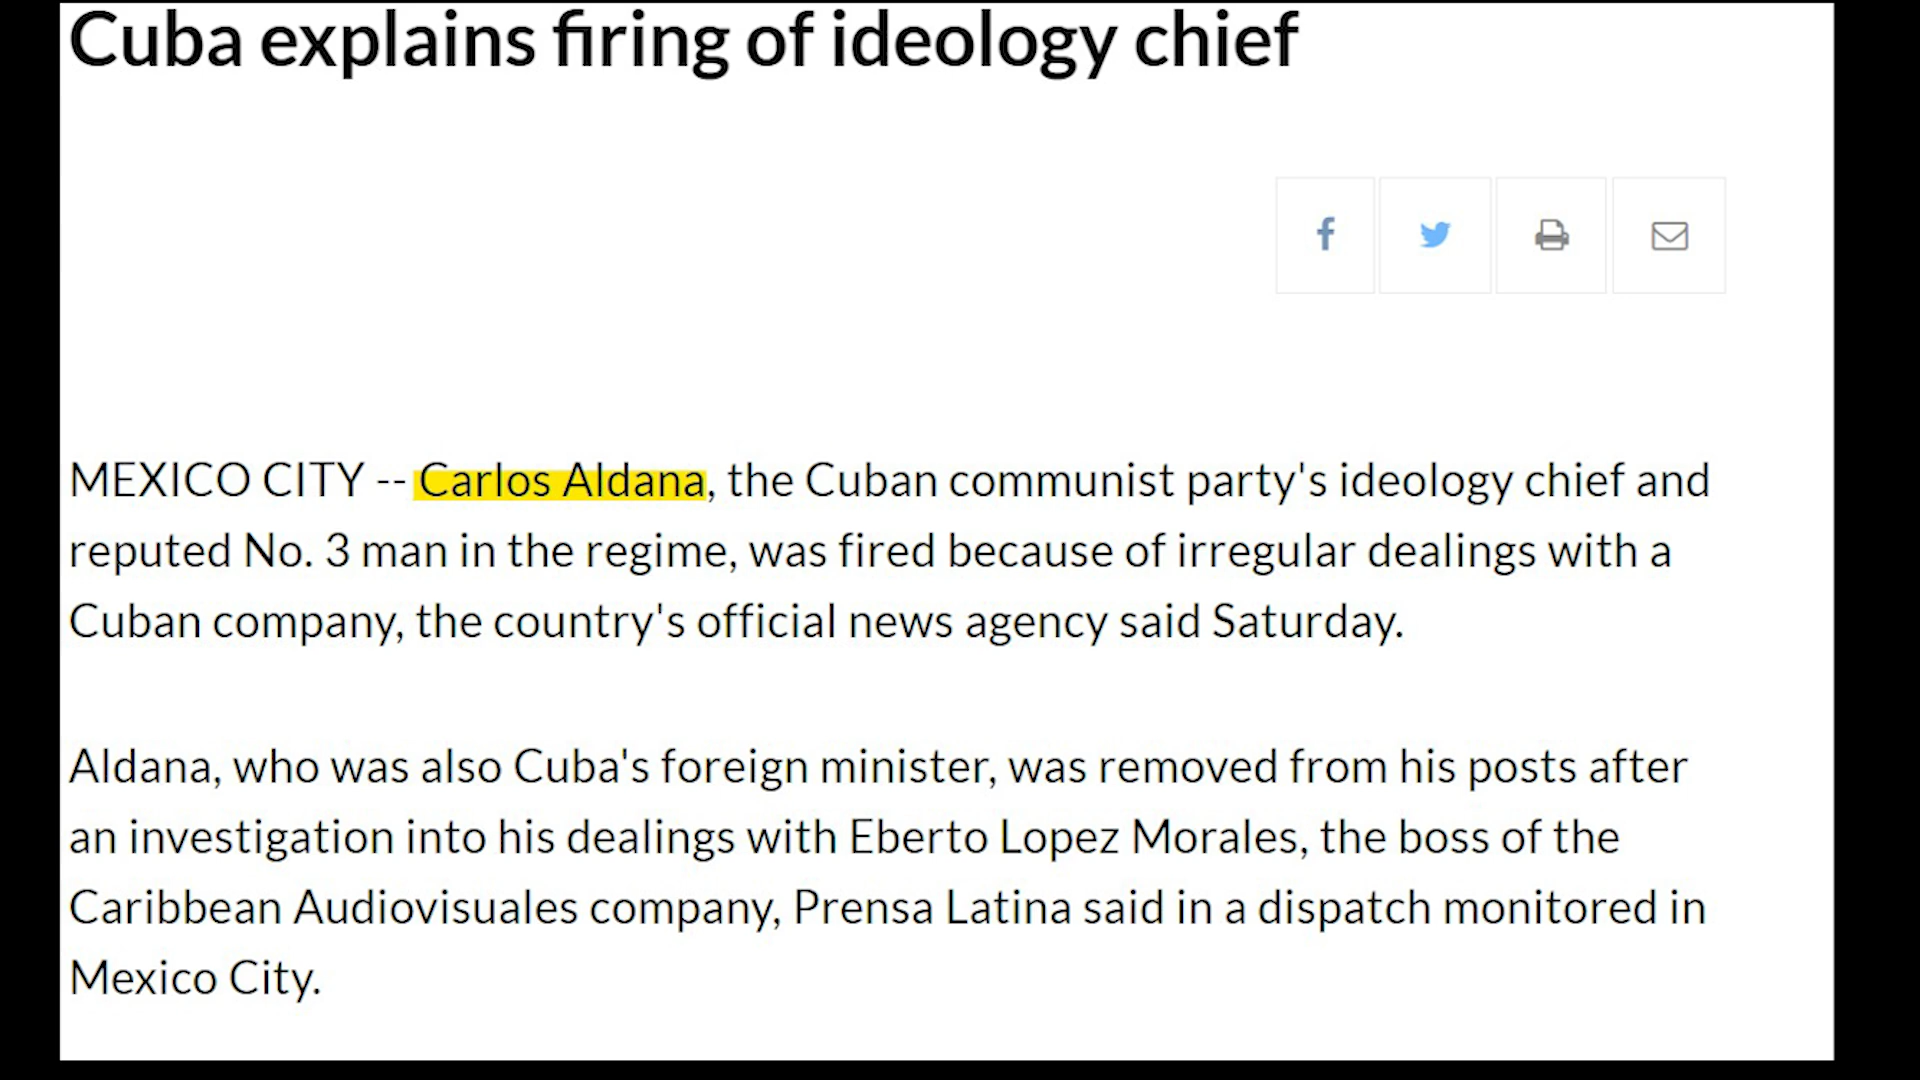 Cuba explains firing of ideology chief
MEXICO CITY -- Carlos Aldana, the Cuban communist party's ideology chief and
reputed No. 3 man in the regime, was fired because of irregular dealings with a
Cuban company, the country's official news agency said Saturday.
Aldana, who was also Cuba's foreign minister, was removed from his posts after
an investigation into his dealings with Eberto Lopez Morales, the boss of the
Caribbean Audiovisuales company, Prensa Latina said in a dispatch monitored in
Mexico City.